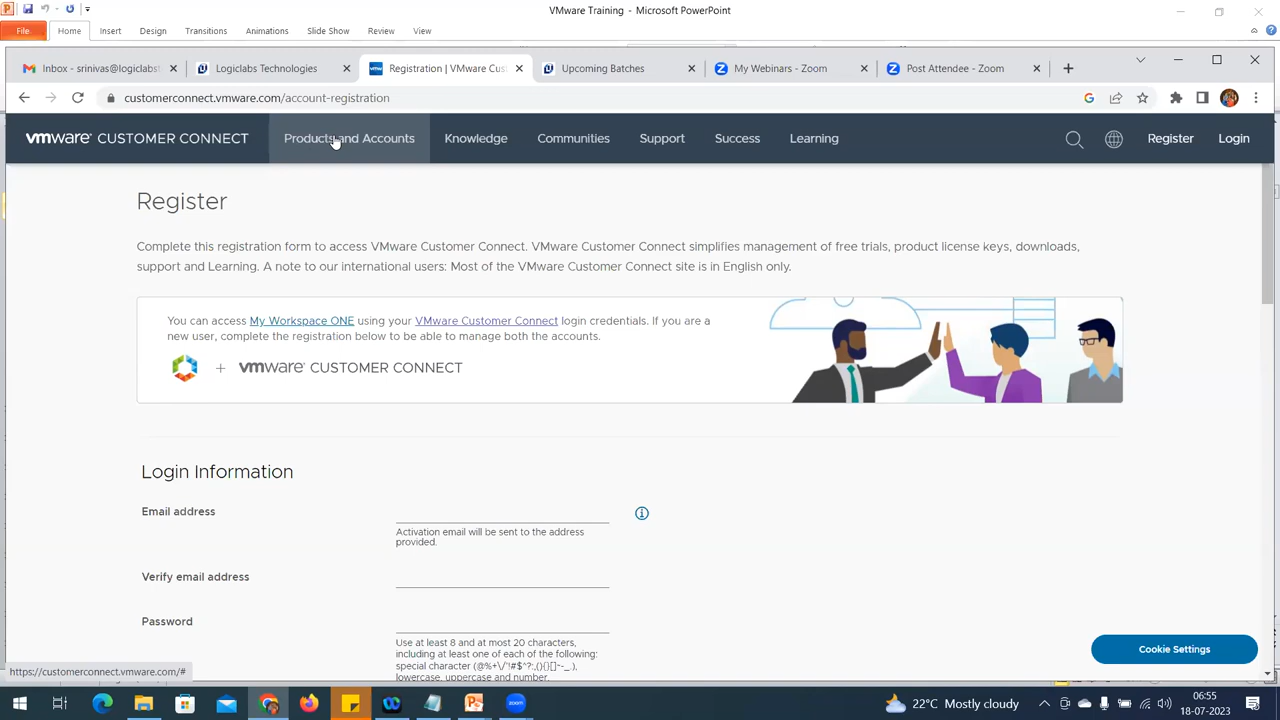 VMware Training - Microsoft PowerPoint
File Home Insert Design Transitions Animations Slide Show Review View
Inbox - srinivas@logiclabst Logiclabs Technologies Registration | VMware Cus Upcoming Batches My Webinars - Zoom Post Attendee - Zoom
customerconnect.vmware.com/account-registration
vmware CUSTOMER CONNECT Products and Accounts Knowledge Communities Support Success Learning Register Login
Register
Complete this registration form to access VMware Customer Connect. VMware Customer Connect simplifies management of free trials, product license keys, downloads,
support and Learning. A note to our international users: Most of the VMware Customer Connect site is in English only.
You can access My Workspace ONE using your VMware Customer Connect login credentials. If you are a
new user, complete the registration below to be able to manage both the accounts.
+ vmware CUSTOMER CONNECT
Login Information
Email address
Activation email will be sent to the address
provided.
Verify email address
Password
Use at least 8 and at most 20 characters,
including at least one of each of the following:
special character (@%+\/'!#$^?:,(){}[]~-_.),
lowercase, uppercase and number.
Cookie Settings
https://customerconnect.vmware.com/#
22°C Mostly cloudy
06:55
18-07-2023